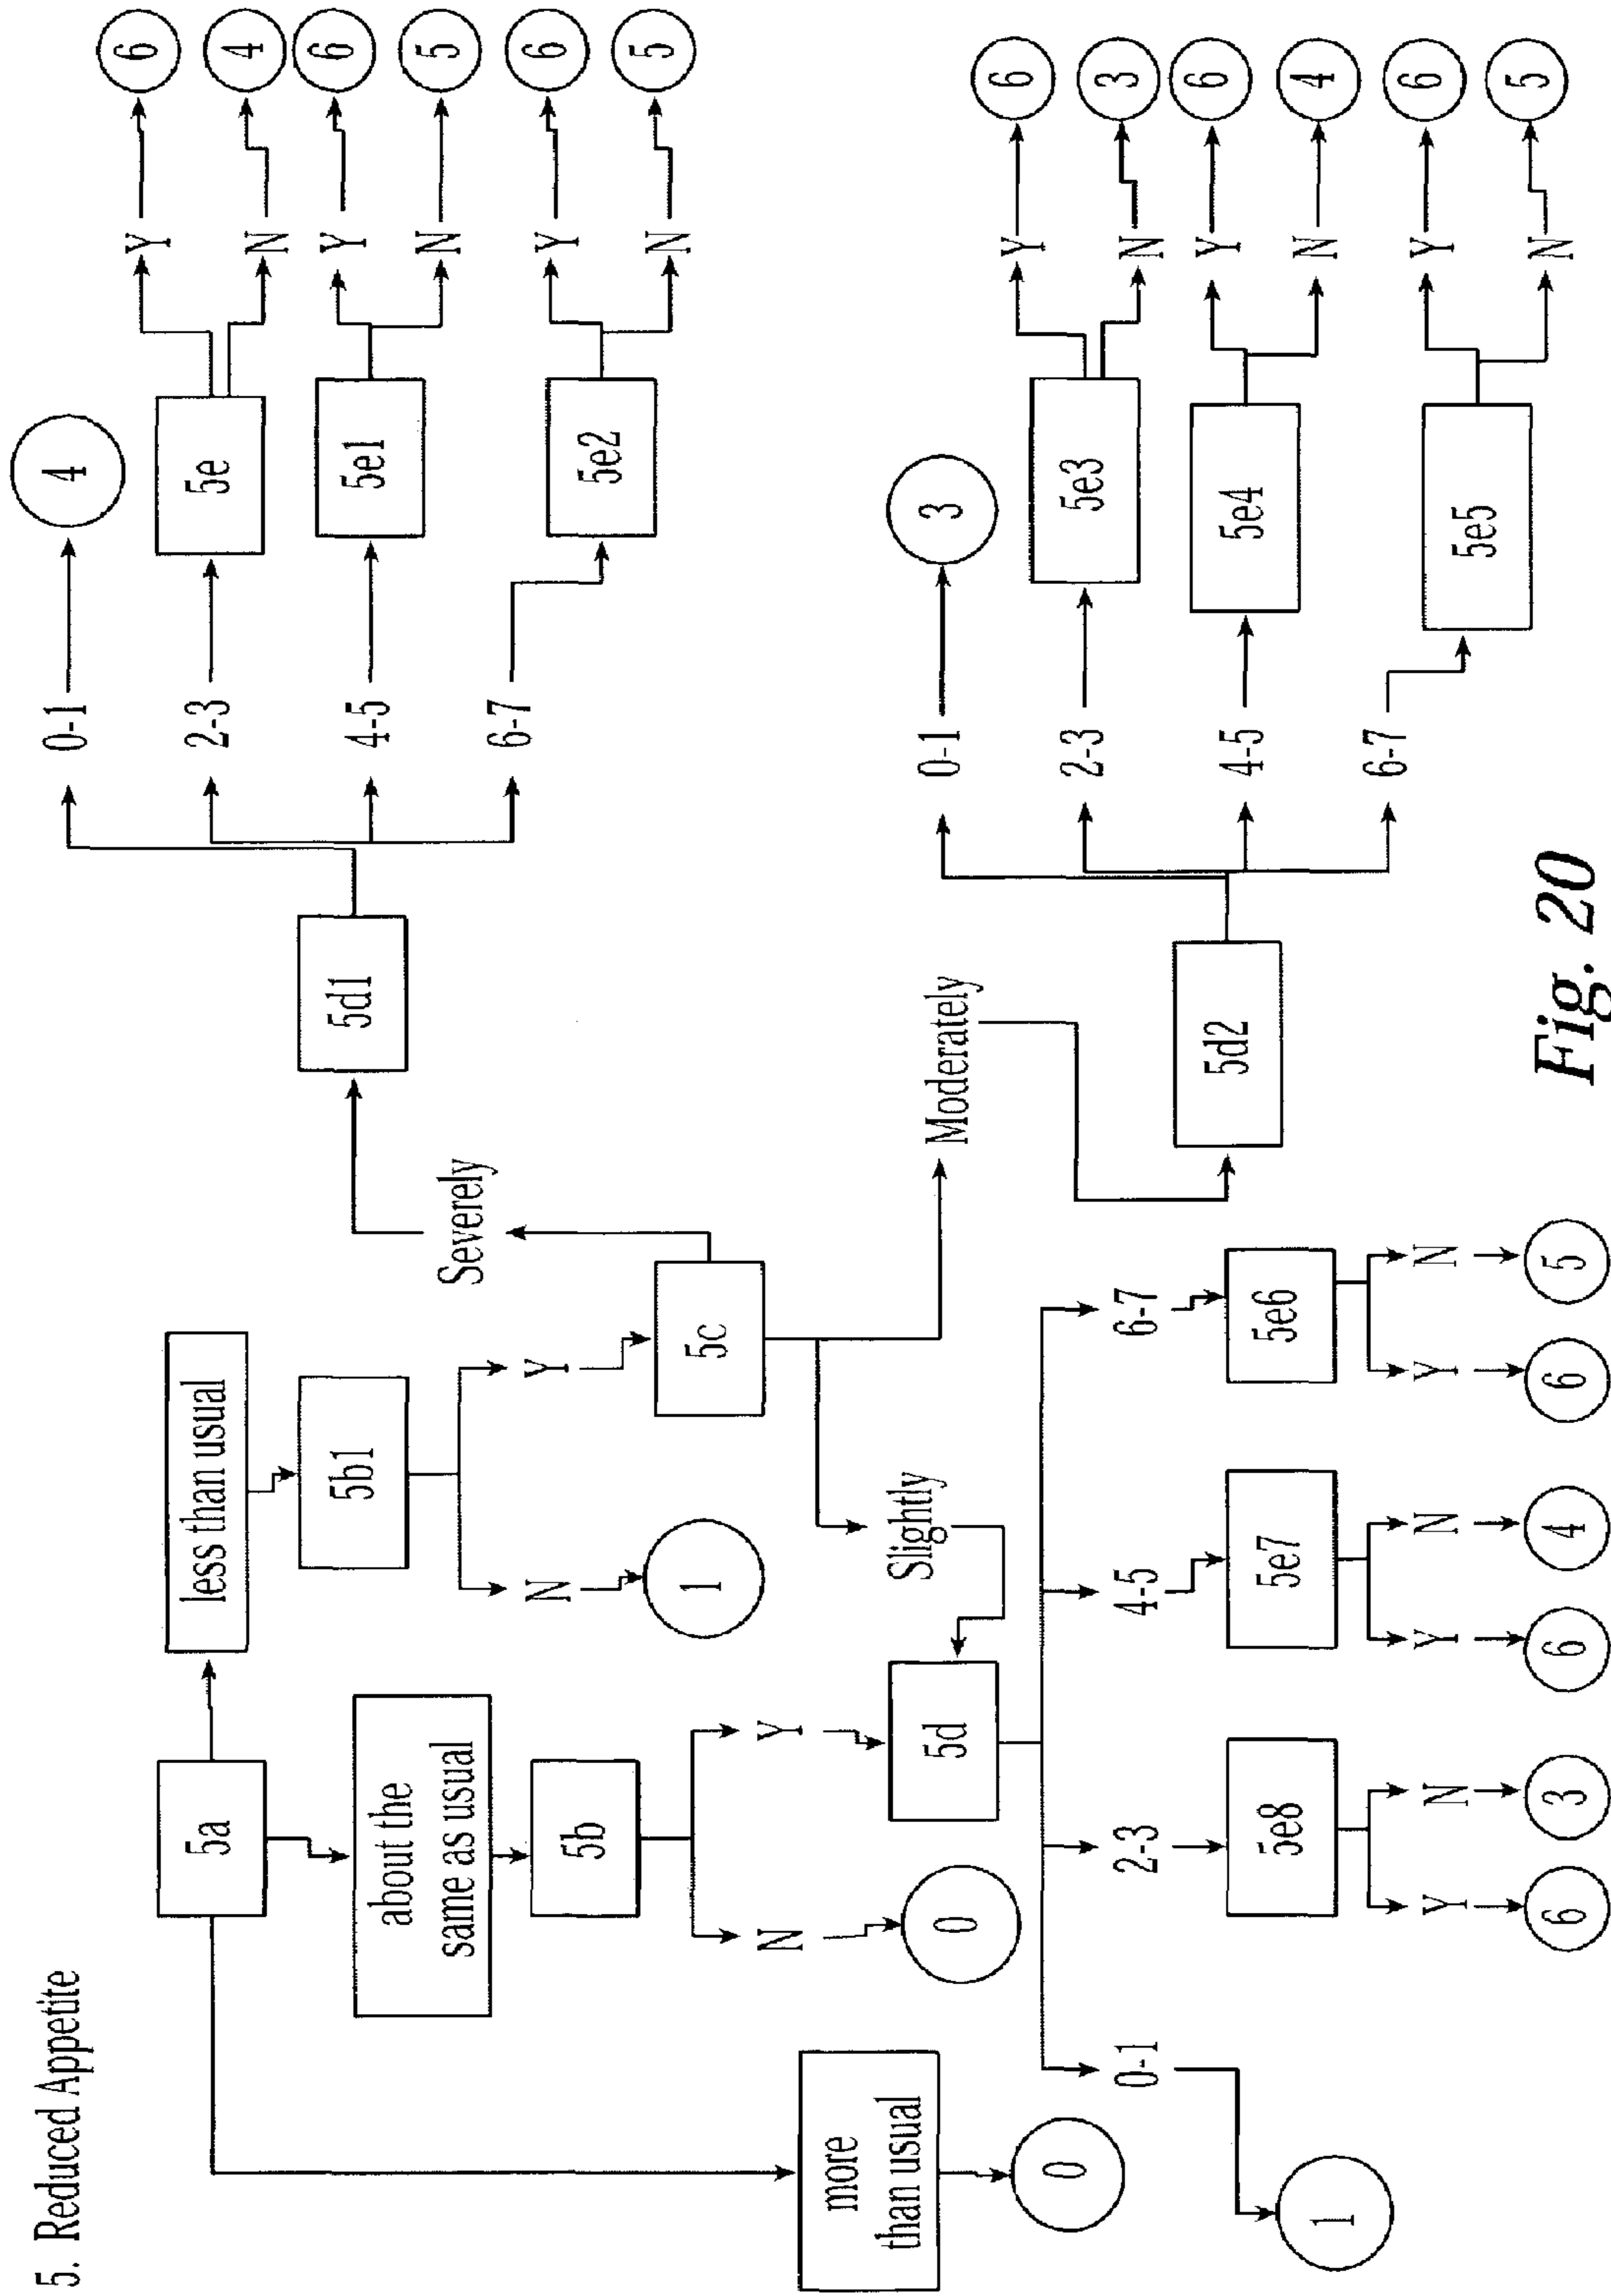 5. Reduced Appetite
0-1
4
Y
6
5a
less than usual
2-3
5e
N
4
Y
6
5b1
5d1
4-5
5e1
about the
same as usual
N
5
Severely
6-7
Y
6
N
Y
5b
5e2
N
5
1
5c
N
Y
more
than usual
Slightly
0
5d
Moderately
0-1
3
Y
6
0
2-3
5e3
N
3
0-1
2-3
4-5
6-7
Y
6
5d2
4-5
5e4
5e8
5e7
5e6
N
4
1
6-7
Y
6
Y
N
Y
N
Y
N
5e5
N
5
6
3
6
4
6
5
Fig. 20